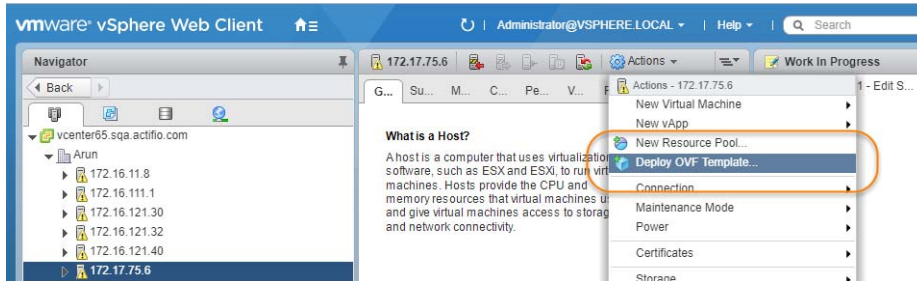 vmware® vSphere Web Client
Administrator@VSPHERE.LOCAL
Help
Search
Navigator
Back
vcenter65.sqa.actifio.com
Arun
172.16.11.8
172.16.111.1
172.16.121.30
172.16.121.32
172.16.121.40
172.17.75.6
172.17.75.6
Actions
Work In Progress
G... Su... M... C... Pe... V...
1 - Edit S...
What is a Host?
A host is a computer that uses virtualization
software, such as ESX and ESXi, to run virt
machines. Hosts provide the CPU and
memory resources that virtual machines u
and give virtual machines access to storag
and network connectivity.
Actions - 172.17.75.6
New Virtual Machine
New vApp
New Resource Pool...
Deploy OVF Template...
Connection
Maintenance Mode
Power
Certificates
Storage